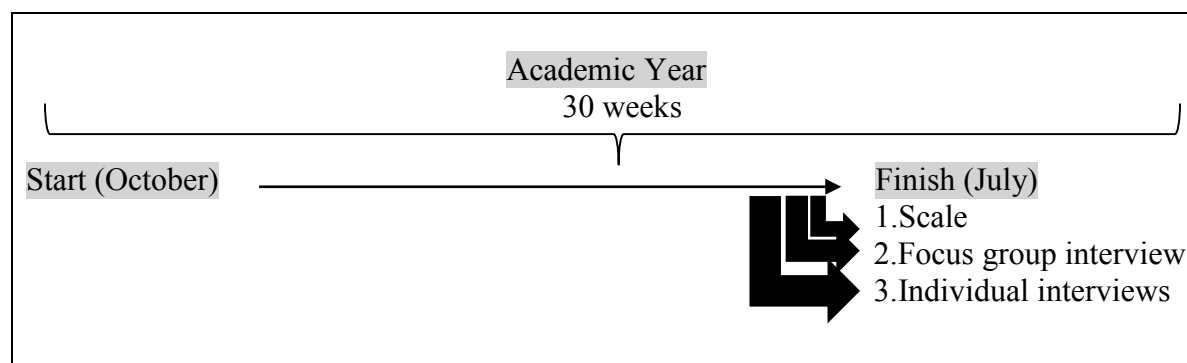 Academic Year
30 weeks
Start (October)
Finish (July)
1.Scale
2.Focus group interview
3.Individual interviews